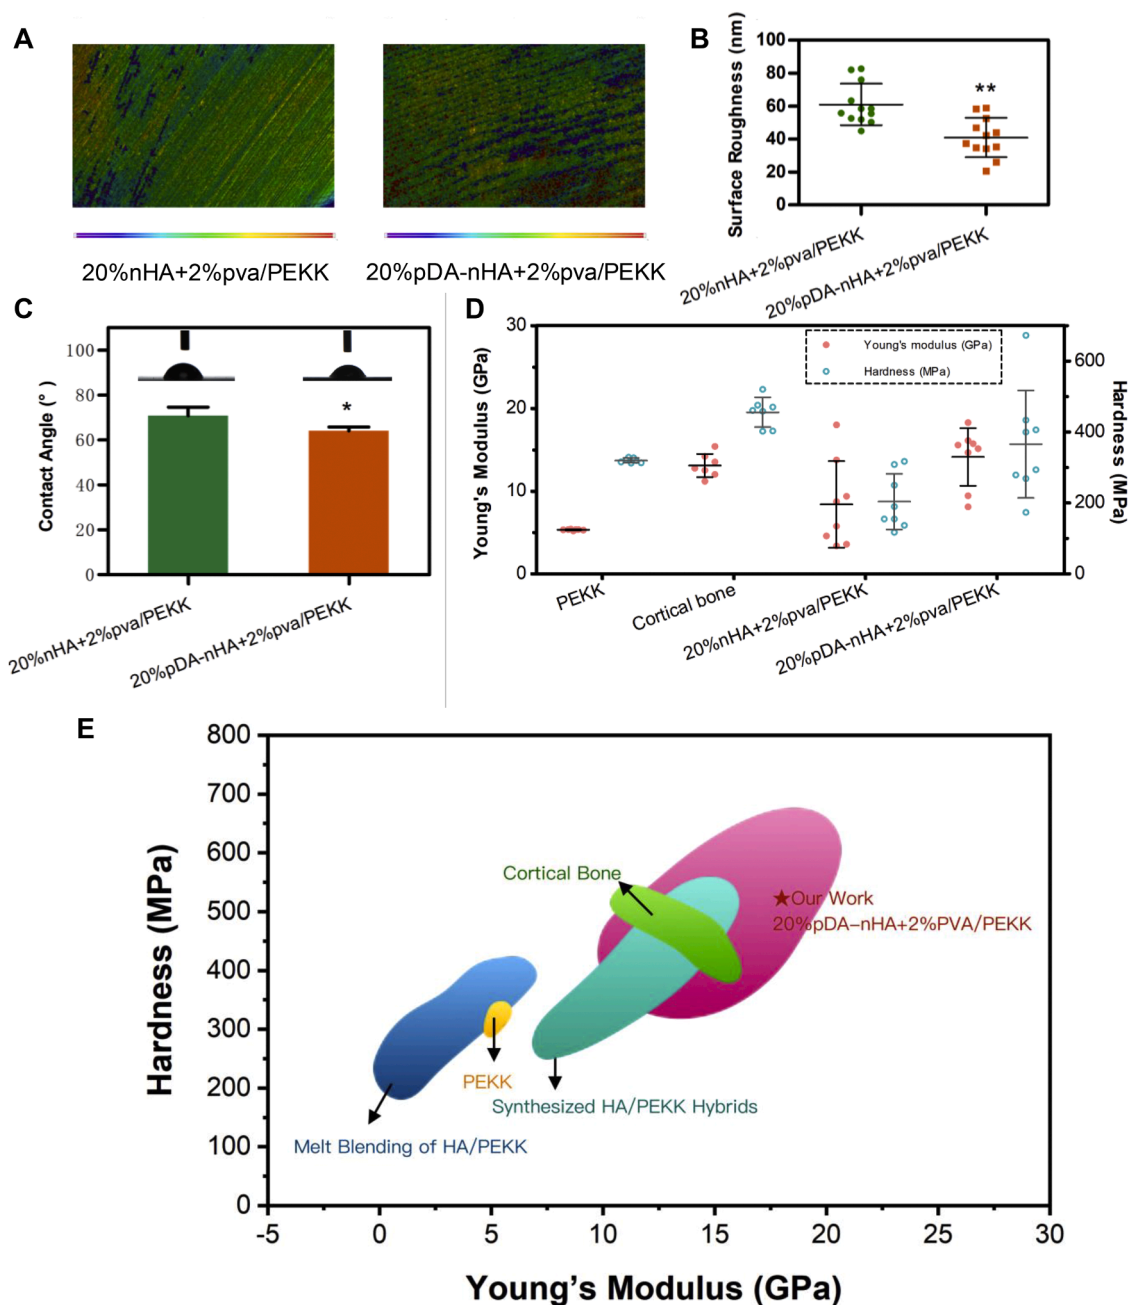 A
20%nHA+2%pva/PEKK
20%pDA-nHA+2%pva/PEKK
B
Surface Roughness (nm)
100
80
60
40
20
0
**
20%nHA+2%pva/PEKK
20%pDA-nHA+2%pva/PEKK
C
Contact Angle (°)
100
80
60
40
20
0
*
20%nHA+2%pva/PEKK
20%pDA-nHA+2%pva/PEKK
D
Young's Modulus (GPa)
30
20
10
0
Young's modulus (GPa)
Hardness (MPa)
600
400
200
0
Hardness (MPa)
PEKK
Cortical bone
20%nHA+2%pva/PEKK
20%pDA-nHA+2%pva/PEKK
E
Hardness (MPa)
800
700
600
500
400
300
200
100
0
Cortical Bone
★Our Work
20%pDA–nHA+2%PVA/PEKK
PEKK
Synthesized HA/PEKK Hybrids
Melt Blending of HA/PEKK
-5
0
5
10
15
20
25
30
Young's Modulus (GPa)